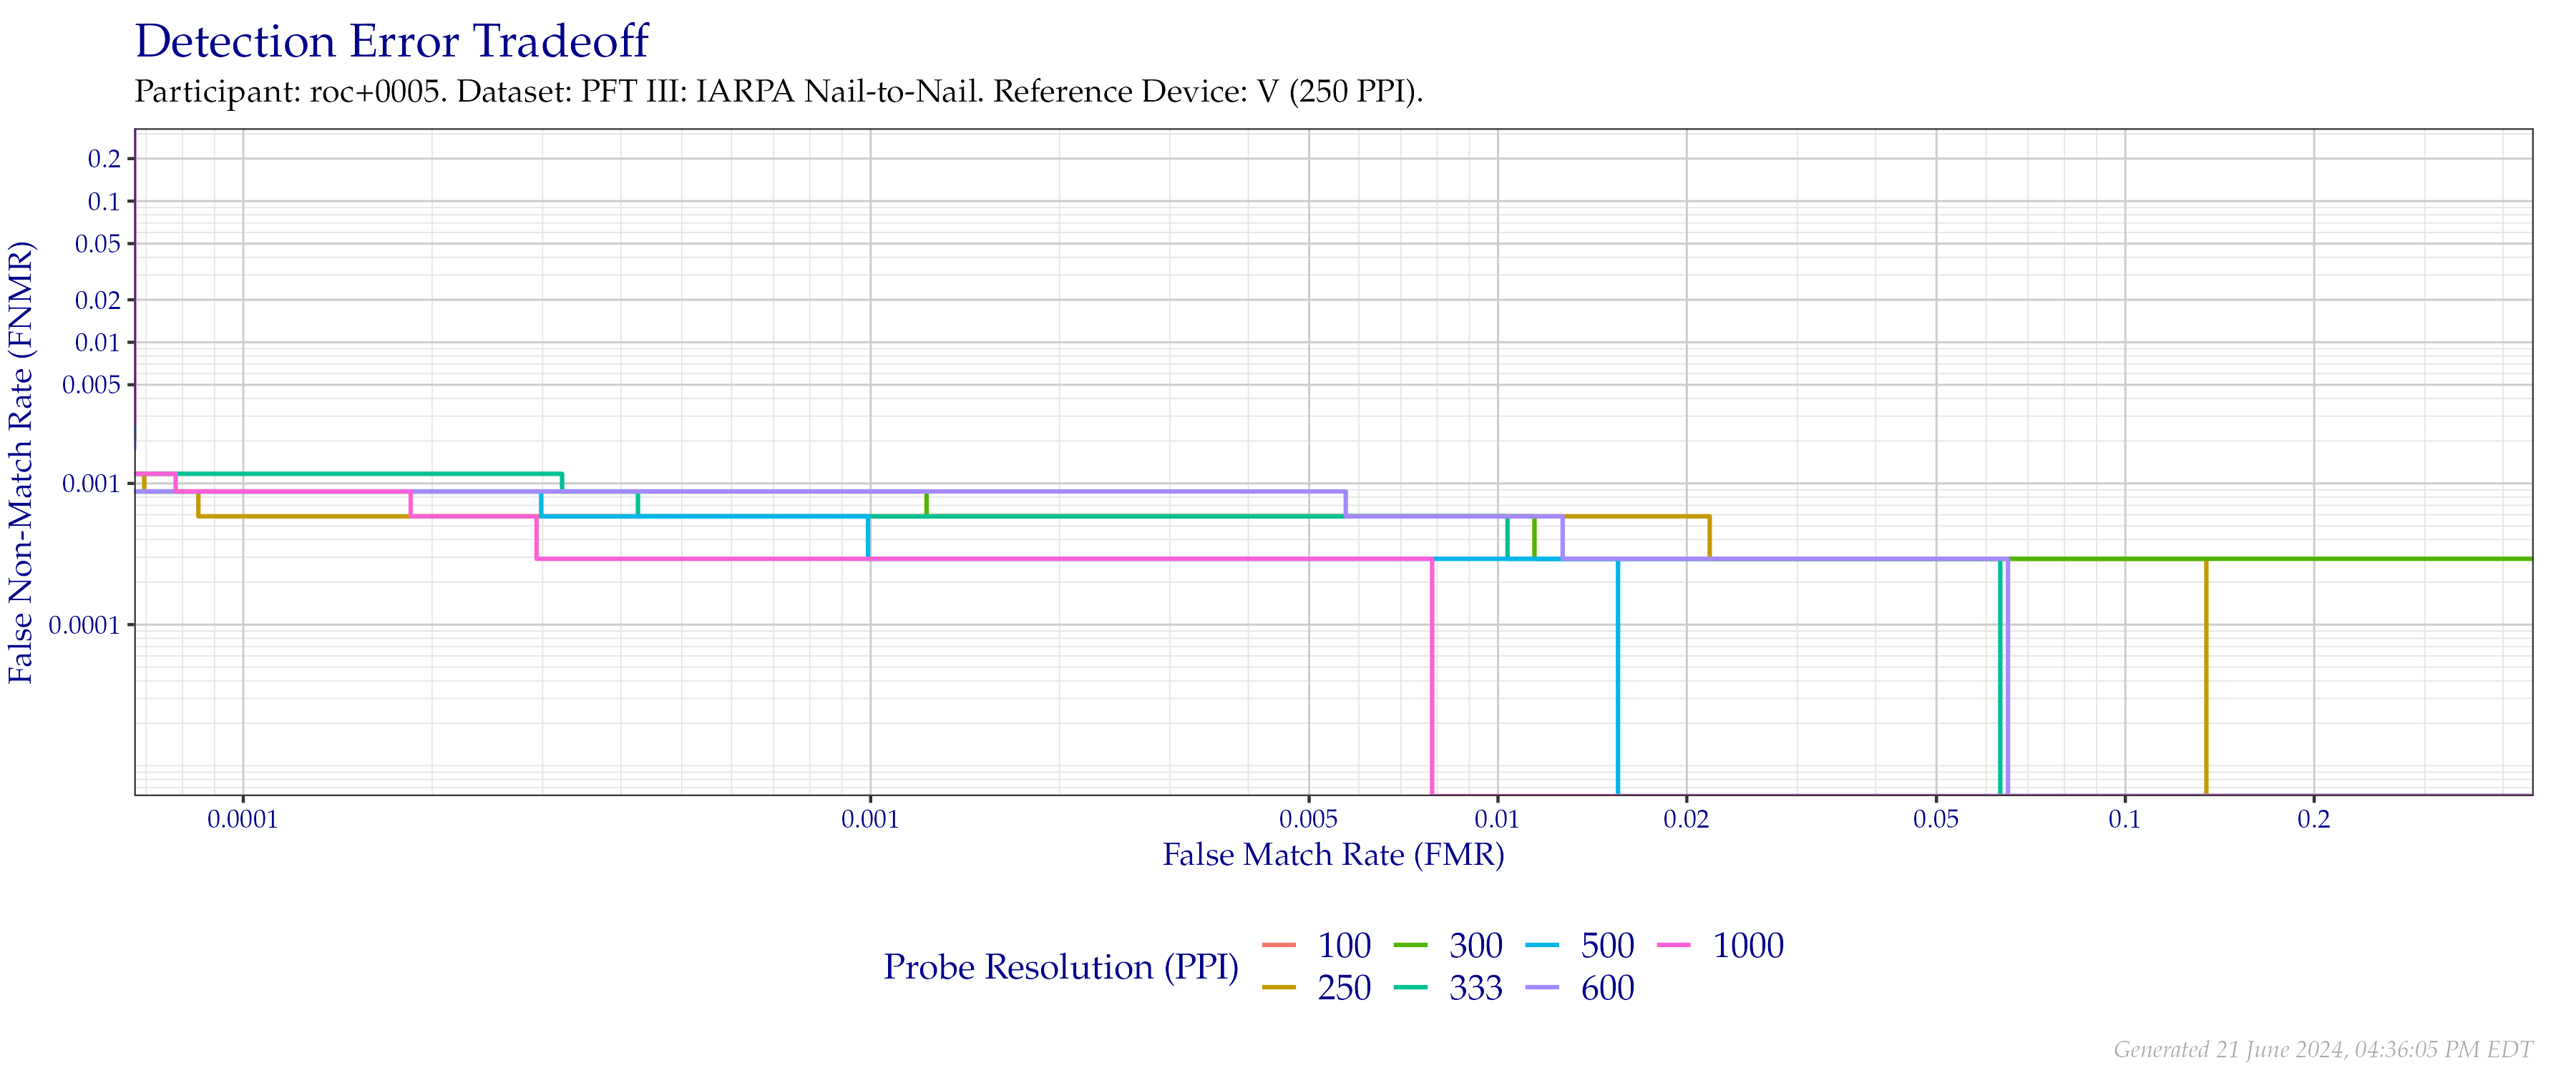 Detection Error Tradeoff
Participant: roc+0005. Dataset: PFT III: IARPA Nail-to-Nail. Reference Device: V (250 PPI).
False Non-Match Rate (FNMR)
0.2
0.1
0.05
0.02
0.01
0.005
0.001
0.0001
0.0001 0.001 0.005 0.01 0.02 0.05 0.1 0.2
False Match Rate (FMR)
Probe Resolution (PPI)
100 300 500 1000
250 333 600
Generated 21 June 2024, 04:36:05 PM EDT